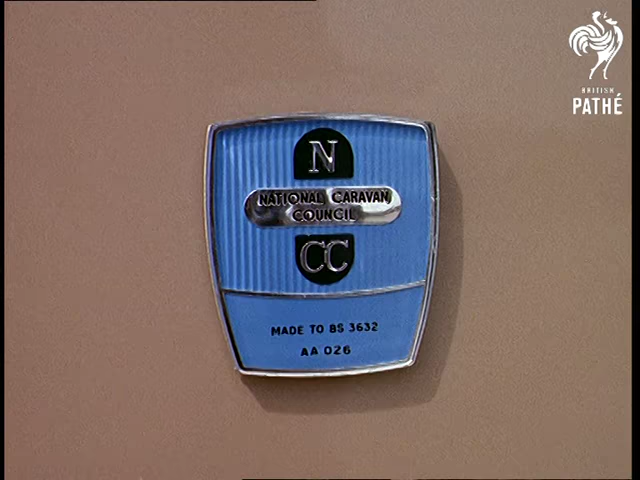 BRITISH
PATHÉ
N
NATIONAL CARAVAN
COUNCIL
CC
MADE TO BS 3632
AA 026